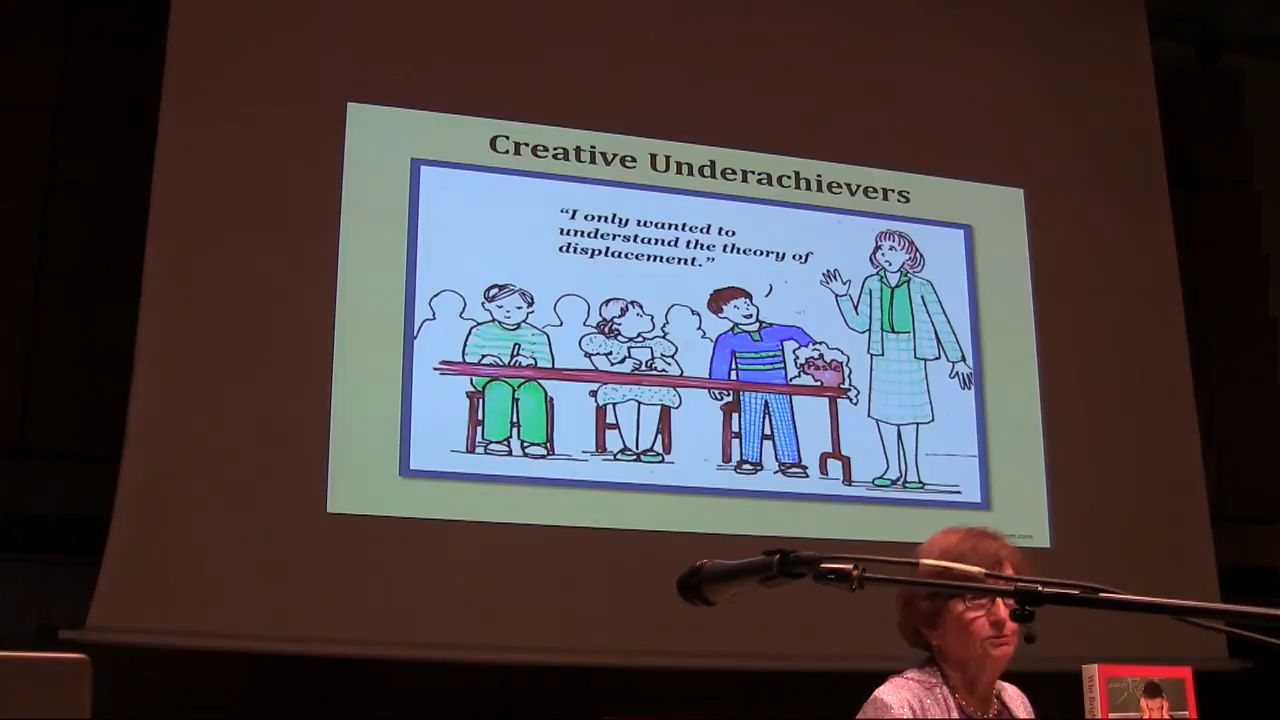 Creative Underachievers
“I only wanted to
understand the theory of
displacement.”
Paste